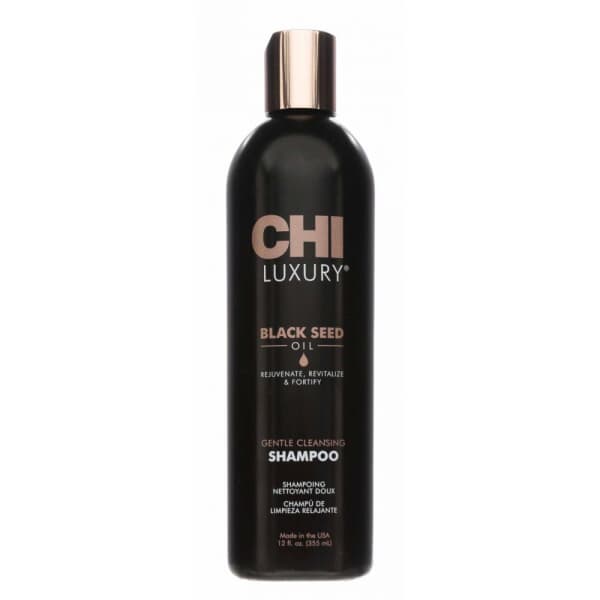 CHI
LUXURY®
BLACK SEED
OIL
REJUVENATE, REVITALIZE
& FORTIFY
GENTLE CLEANSING
SHAMPOO
SHAMPOING
NETTOYANT DOUX
CHAMPÚ DE
LIMPIEZA RELAJANTE
Made in the USA
12 fl. oz. (355 mL)